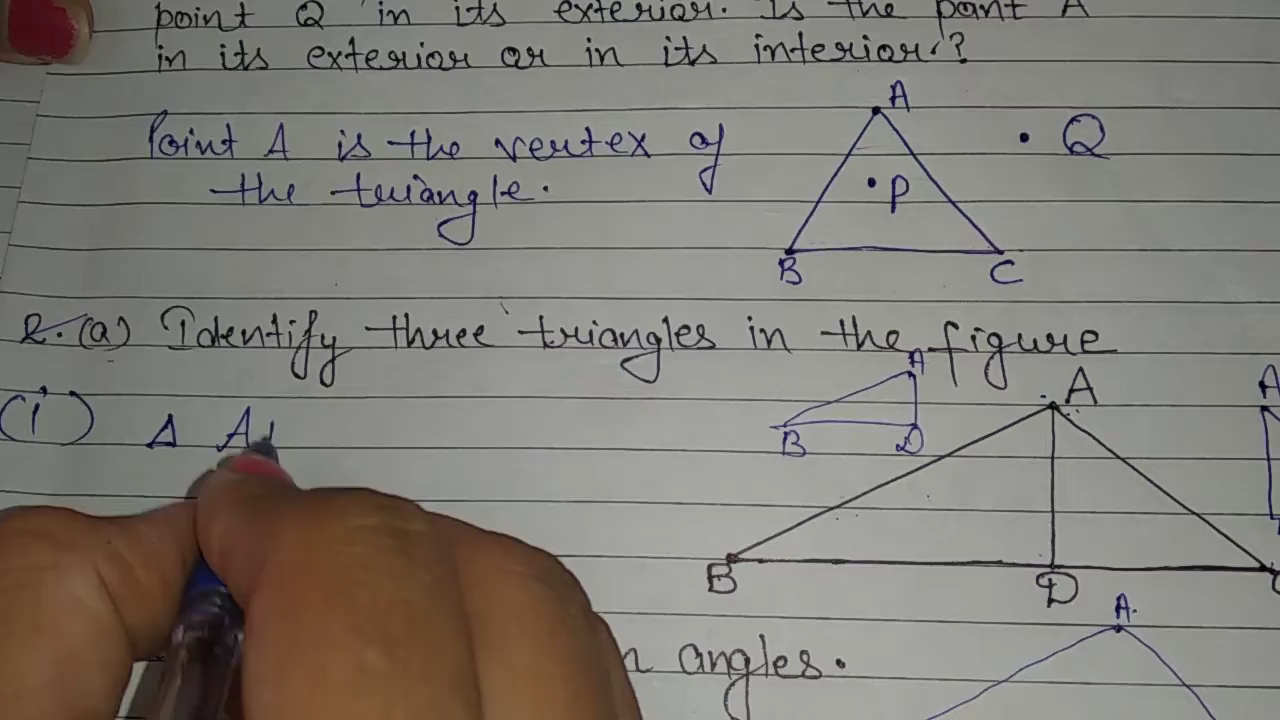 point Q in its exterior. Is the point A
in its exterior or in its interior.?
Point A is the vertex of
the triangle.
A
Q
P
B
C
2. (a) Identify three triangles in the figure
(i) Δ A
A
B
D
A
B
D
A
A.
angles.